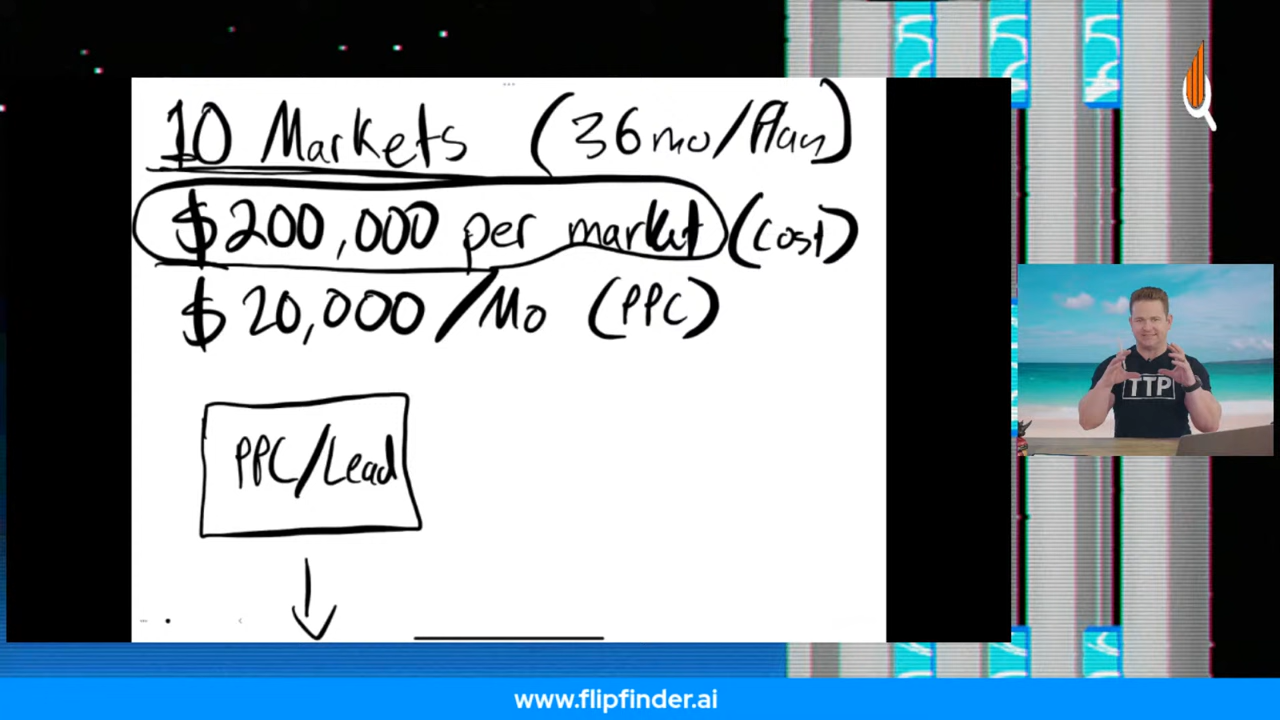 10 Markets (36mo/Plan)
$200,000 per market (cost)
$20,000/Mo (PPC)
PPC/Lead
TTP
www.flipfinder.ai